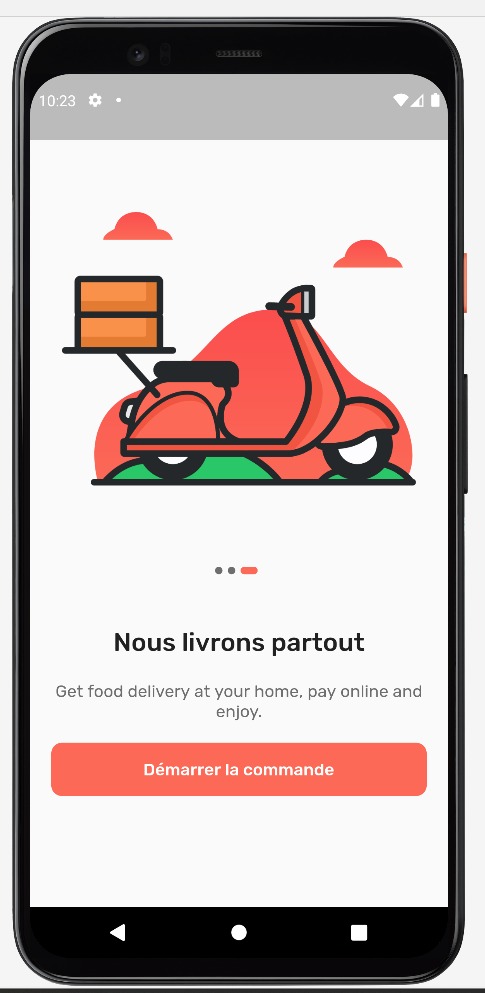 10:23
Nous livrons partout
Get food delivery at your home, pay online and
enjoy.
Démarrer la commande